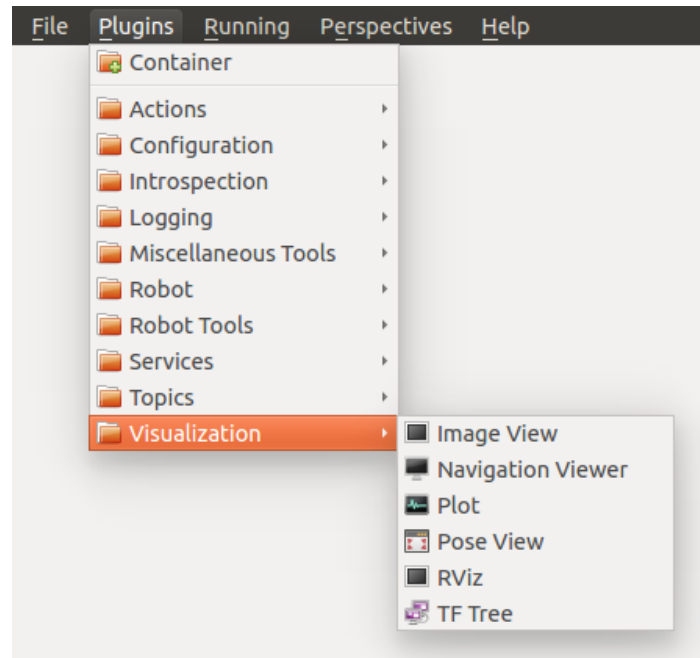 File Plugins Running Perspectives Help
Container
Actions
Configuration
Introspection
Logging
Miscellaneous Tools
Robot
Robot Tools
Services
Topics
Visualization
Image View
Navigation Viewer
Plot
Pose View
RViz
TF Tree